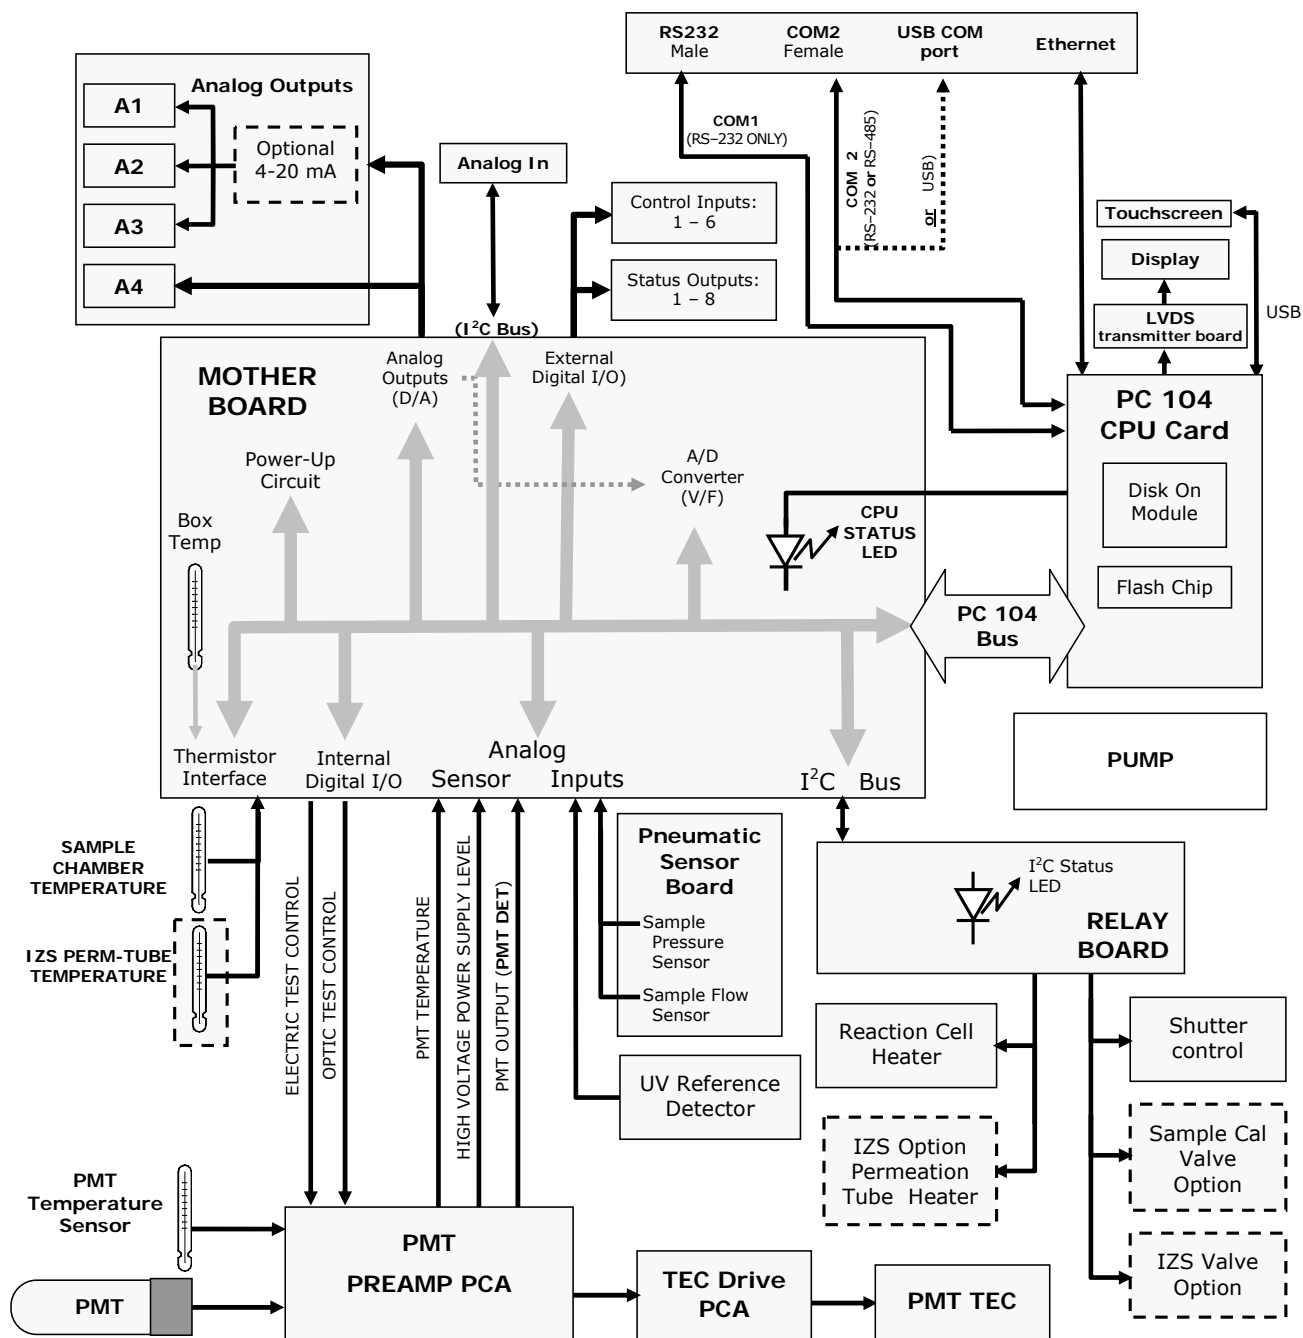 RS232
Male
COM2
Female
USB COM
port
Ethernet
Analog Outputs
A1
A2
A3
A4
Optional
4-20 mA
Analog In
COM1
(RS–232 ONLY)
COM 2
(RS–232 or RS–485)
or
USB)
Control Inputs:
1 – 6
Status Outputs:
1 – 8
Touchscreen
Display
LVDS
transmitter board
USB
(I²C Bus)
MOTHER
BOARD
Analog
Outputs
(D/A)
External
Digital I/O)
Power-Up
Circuit
A/D
Converter
(V/F)
Box
Temp
CPU
STATUS
LED
PC 104
CPU Card
Disk On
Module
Flash Chip
PC 104
Bus
Thermistor
Interface
Internal
Digital I/O
Analog
Sensor Inputs
I²C Bus
PUMP
SAMPLE
CHAMBER
TEMPERATURE
IZS PERM-TUBE
TEMPERATURE
ELECTRIC TEST CONTROL
OPTIC TEST CONTROL
PMT TEMPERATURE
HIGH VOLTAGE POWER SUPPLY LEVEL
PMT OUTPUT (PMT DET)
Pneumatic
Sensor
Board
Sample
Pressure
Sensor
Sample Flow
Sensor
UV Reference
Detector
I²C Status
LED
RELAY
BOARD
Reaction Cell
Heater
IZS Option
Permeation
Tube Heater
Shutter
control
Sample Cal
Valve
Option
IZS Valve
Option
PMT
Temperature
Sensor
PMT
PMT
PREAMP PCA
TEC Drive
PCA
PMT TEC